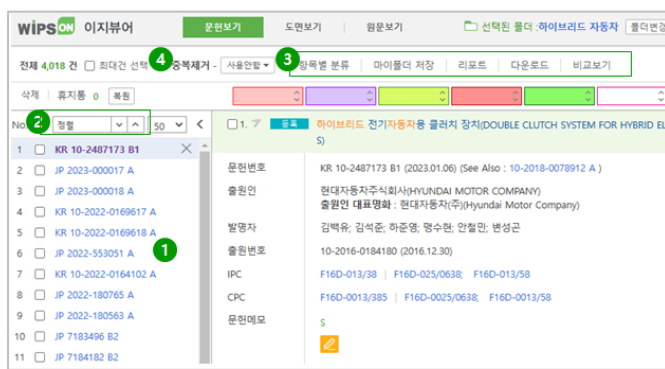 WIPS ON 이지뷰어 문헌보기 도면보기 원문보기 선택된 폴더 :하이브리드 자동차 폴더변경
전체 4,018 건 최대건 선택 4 중복제거 - 사용안함 3 항목별 분류 마이폴더 저장 리포트 다운로드 비교보기
삭제 휴지통 0 복원
No. 2 정렬 50 <
1 KR 10-2487173 B1 X
2 JP 2023-000017 A
3 JP 2023-000018 A
4 KR 10-2022-0169617 A
5 KR 10-2022-0169618 A
6 JP 2022-553051 A 1
7 KR 10-2022-0164102 A
8 JP 2022-180765 A
9 JP 2022-180563 A
10 JP 7183496 B2
11 JP 7184182 B2
1. 등록 하이브리드 전기자동차용 클러치 장치(DOUBLE CLUTCH SYSTEM FOR HYBRID EL
S)
문헌번호 KR 10-2487173 B1 (2023.01.06) (See Also : 10-2018-0078912 A )
출원인 현대자동차주식회사(HYUNDAI MOTOR COMPANY)
출원인 대표명화 : 현대자동차(주)(Hyundai Motor Company)
발명자 김백유; 김석준; 하준영; 명수현; 안철민; 변성곤
출원번호 10-2016-0184180 (2016.12.30)
IPC F16D-013/38 | F16D-025/0638; F16D-013/58
CPC F16D-0013/385 | F16D-0025/0638; F16D-0013/58
문헌메모 S